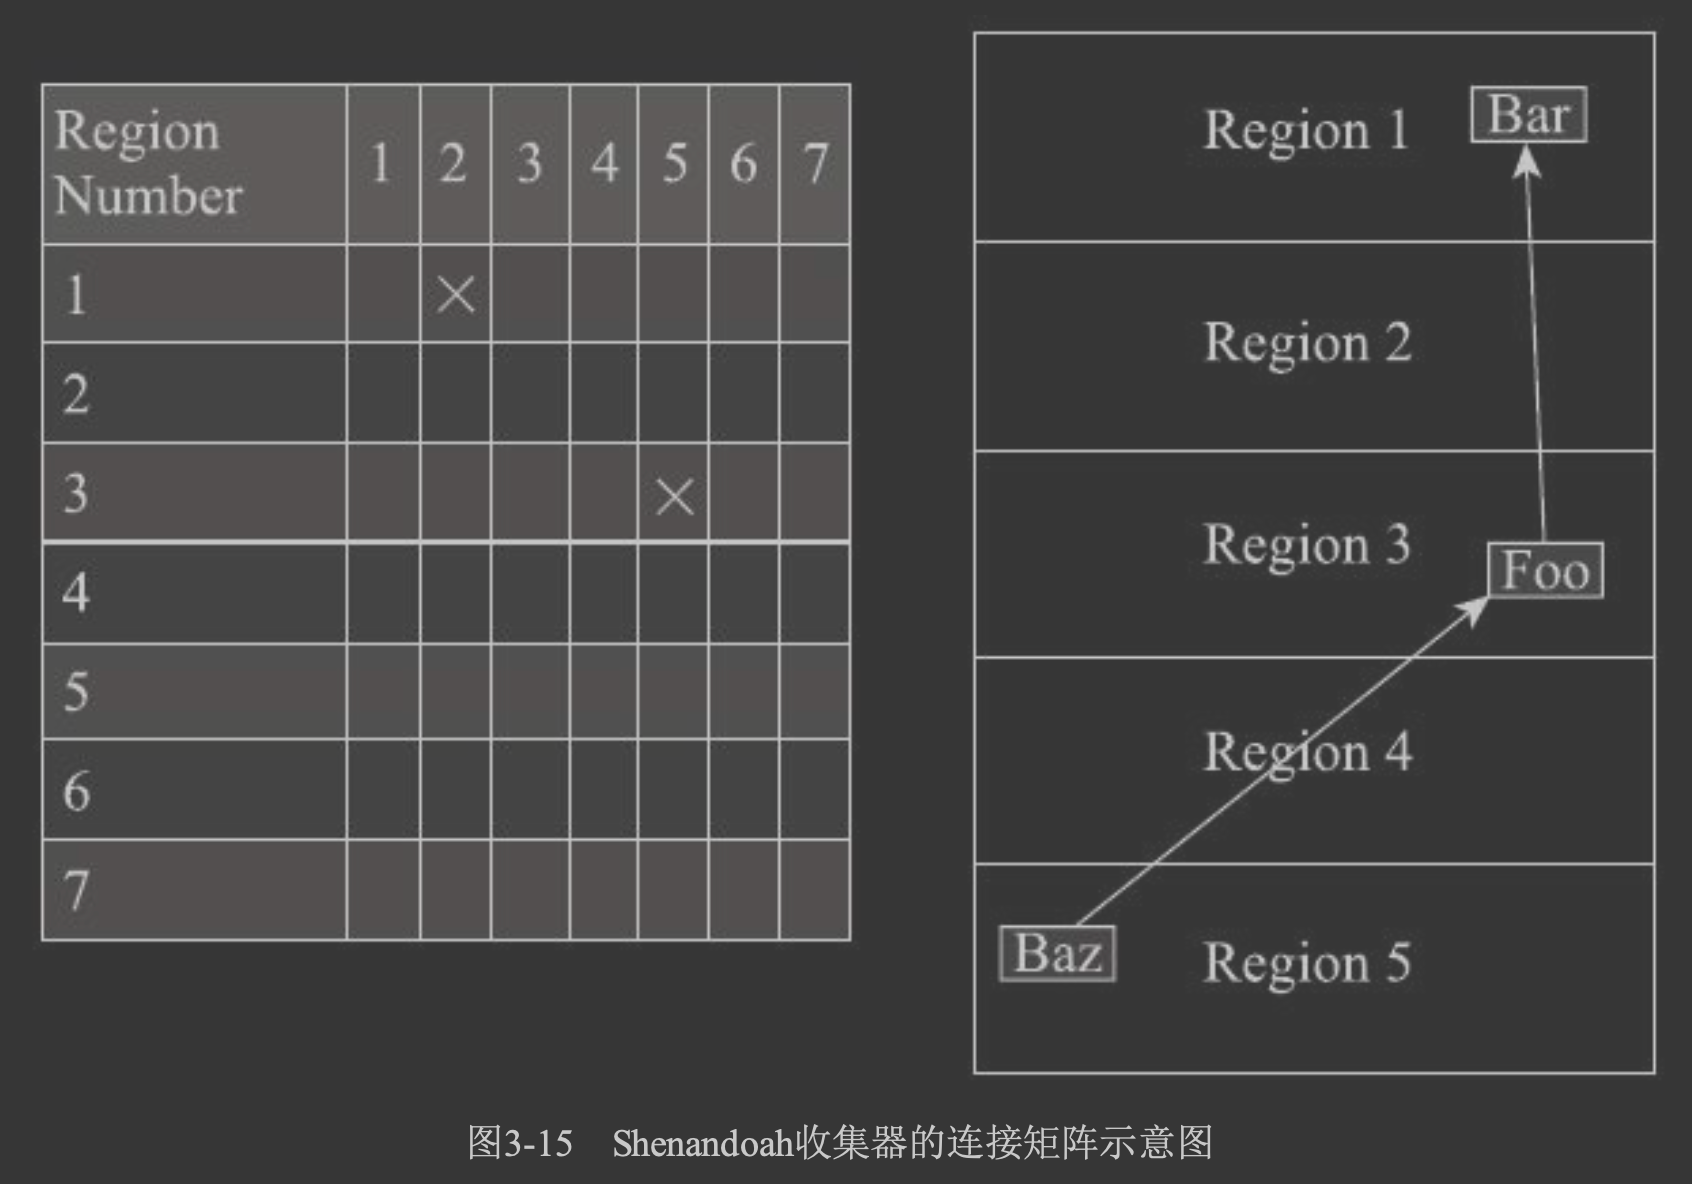 Region
Number
1 2 3 4 5 6 7
1 ×
2
3 ×
4
5
6
7
Region 1 Bar
Region 2
Region 3 Foo
Region 4
Baz Region 5
图3-15 Shenandoah收集器的连接矩阵示意图